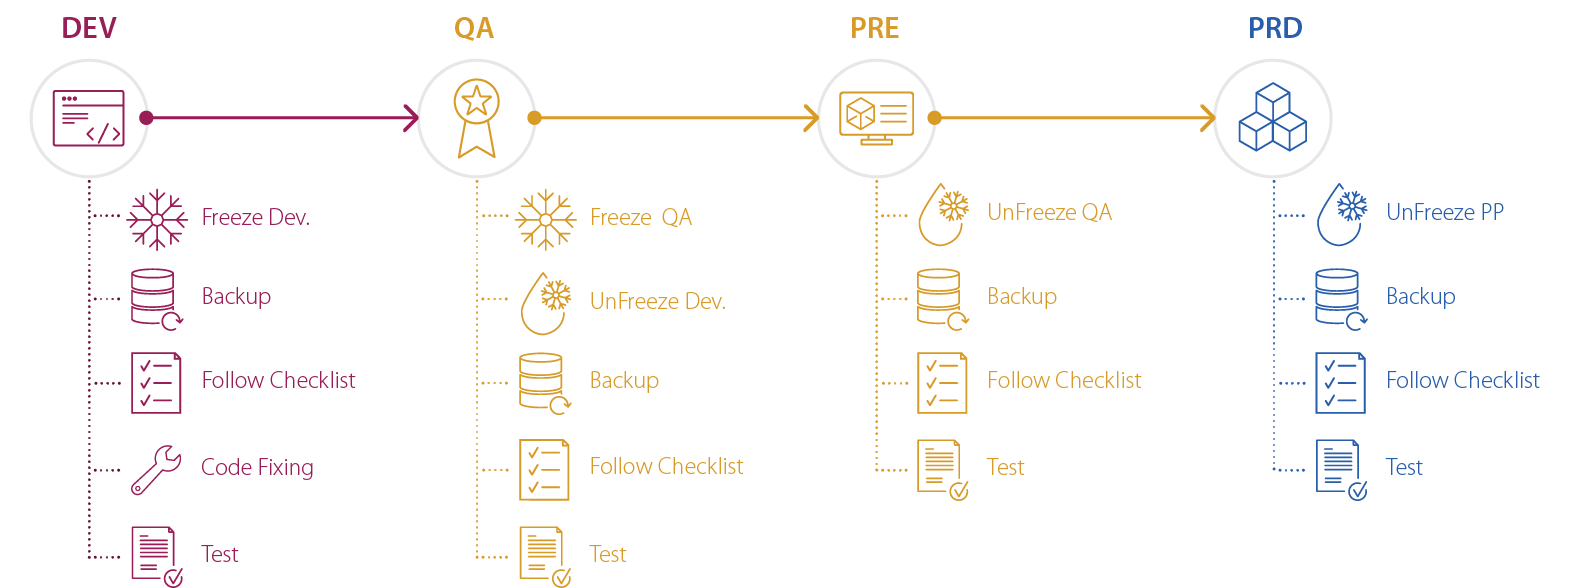 DEV
QA
PRE
PRD
Freeze Dev.
Backup
Follow Checklist
Code Fixing
Test
Freeze QA
UnFreeze Dev.
Backup
Follow Checklist
Test
UnFreeze QA
Backup
Follow Checklist
Test
UnFreeze PP
Backup
Follow Checklist
Test